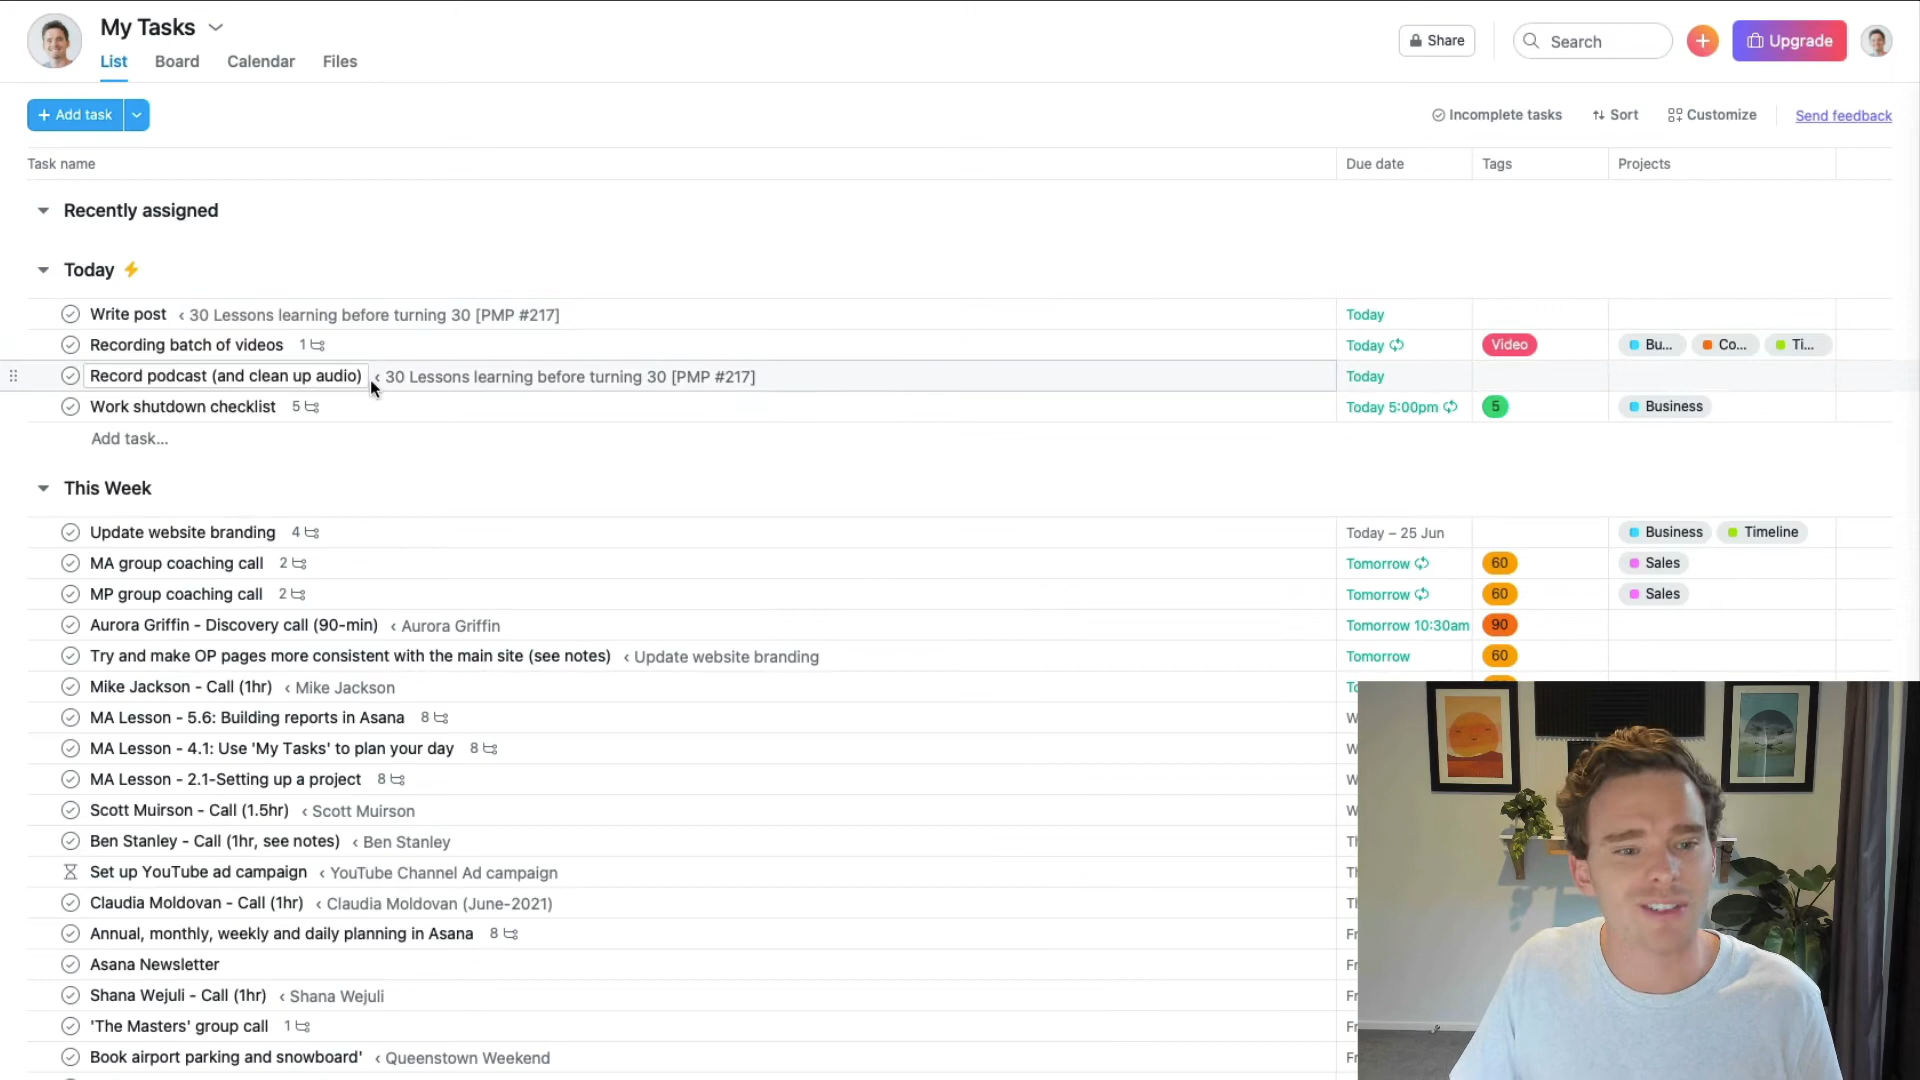 My Tasks
List Board Calendar Files
Share
Search
Upgrade
+ Add task
Incomplete tasks
Sort
Customize
Send feedback
Task name Due date Tags Projects
Recently assigned
Today
Write post ‹ 30 Lessons learning before turning 30 [PMP #217] Today
Recording batch of videos 1 Today Video Bu... Co... Ti...
Record podcast (and clean up audio) ‹ 30 Lessons learning before turning 30 [PMP #217] Today
Work shutdown checklist 5 Today 5:00pm 5 Business
Add task...
This Week
Update website branding 4 Today – 25 Jun Business Timeline
MA group coaching call 2 Tomorrow 60 Sales
MP group coaching call 2 Tomorrow 60 Sales
Aurora Griffin - Discovery call (90-min) ‹ Aurora Griffin Tomorrow 10:30am 90
Try and make OP pages more consistent with the main site (see notes) ‹ Update website branding Tomorrow 60
Mike Jackson - Call (1hr) ‹ Mike Jackson To
MA Lesson - 5.6: Building reports in Asana 8 W
MA Lesson - 4.1: Use 'My Tasks' to plan your day 8 W
MA Lesson - 2.1-Setting up a project 8 W
Scott Muirson - Call (1.5hr) ‹ Scott Muirson W
Ben Stanley - Call (1hr, see notes) ‹ Ben Stanley Th
Set up YouTube ad campaign ‹ YouTube Channel Ad campaign Th
Claudia Moldovan - Call (1hr) ‹ Claudia Moldovan (June-2021) Th
Annual, monthly, weekly and daily planning in Asana 8 Fr
Asana Newsletter Fr
Shana Wejuli - Call (1hr) ‹ Shana Wejuli Fr
'The Masters' group call 1 Fr
Book airport parking and snowboard' ‹ Queenstown Weekend Fr